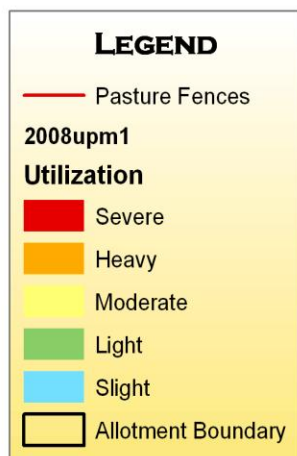 LEGEND
Pasture Fences
2008upm1
Utilization
Severe
Heavy
Moderate
Light
Slight
Allotment Boundary